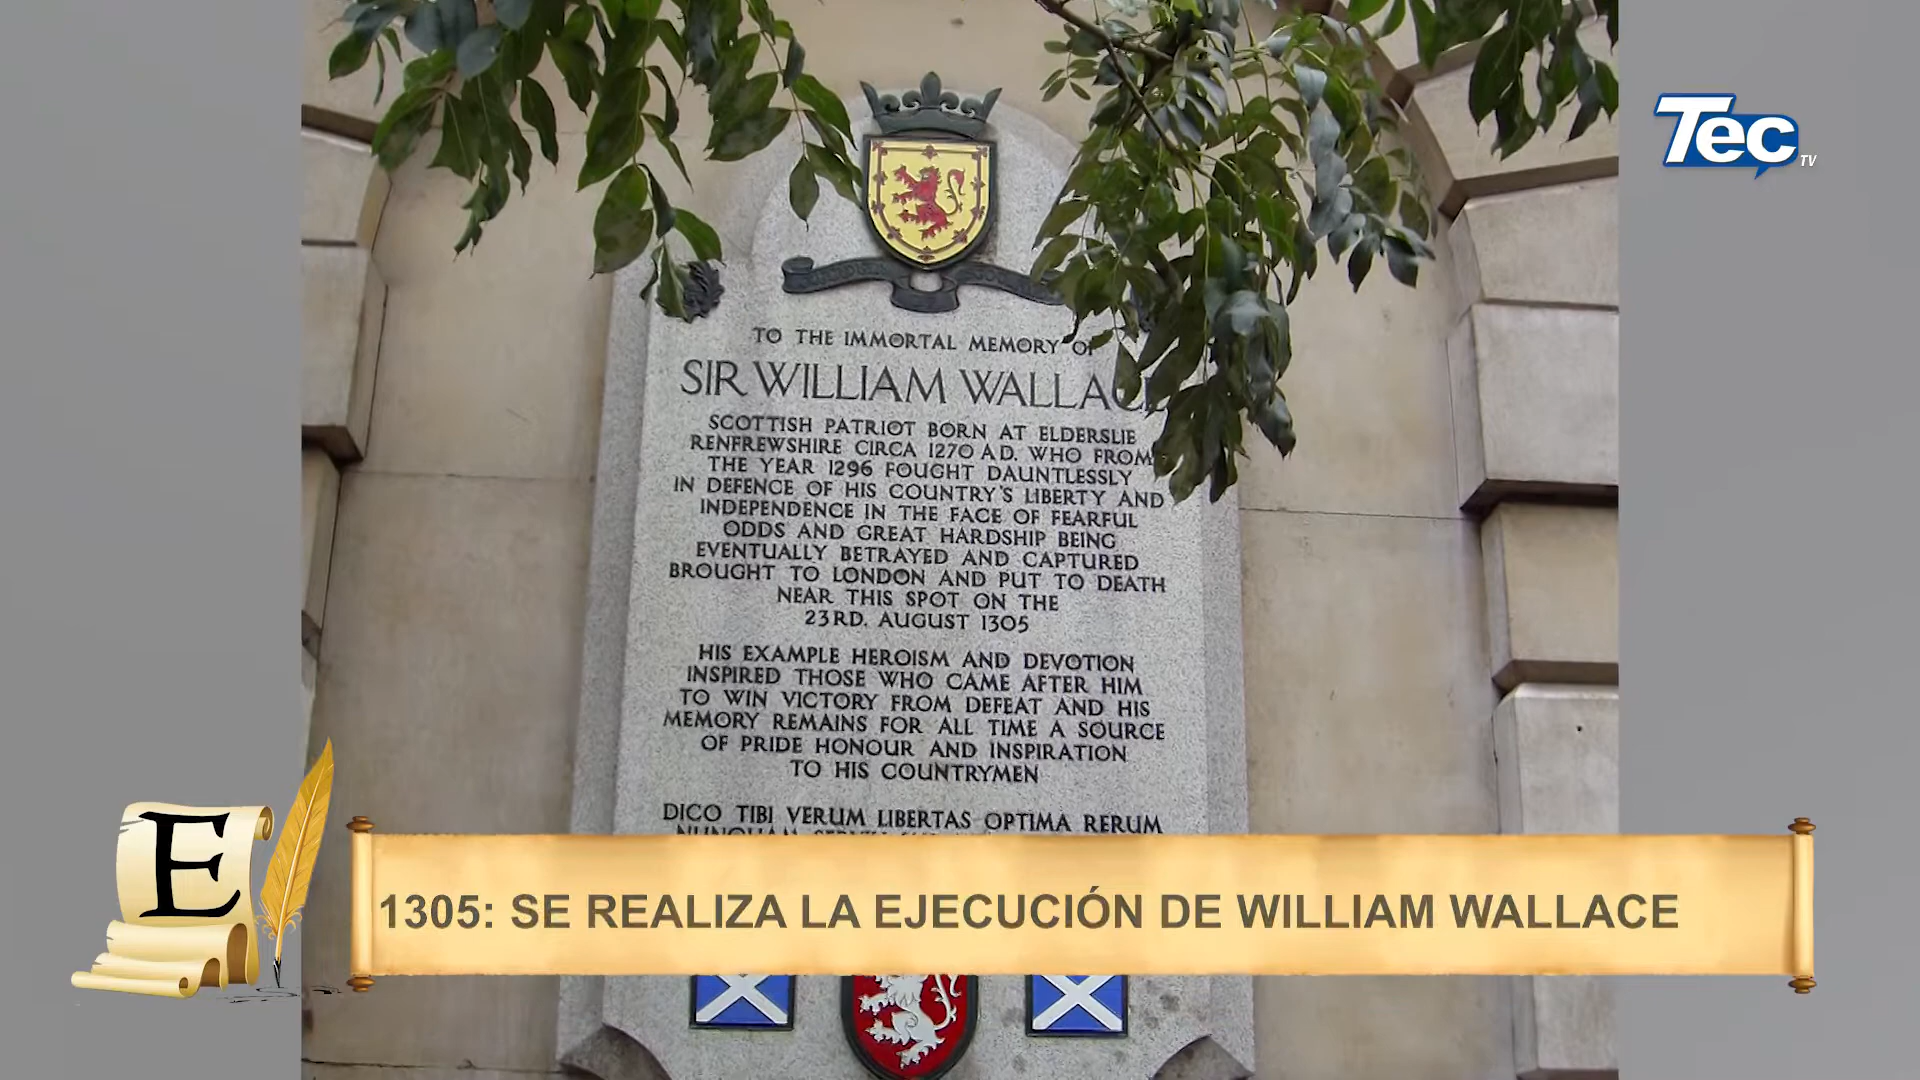 Tec TV
TO THE IMMORTAL MEMORY OF
SIR WILLIAM WALLACE
SCOTTISH PATRIOT BORN AT ELDERSLIE
RENFREWSHIRE CIRCA 1270 A.D. WHO FROM
THE YEAR 1296 FOUGHT DAUNTLESSLY
IN DEFENCE OF HIS COUNTRY'S LIBERTY AND
INDEPENDENCE IN THE FACE OF FEARFUL
ODDS AND GREAT HARDSHIP BEING
EVENTUALLY BETRAYED AND CAPTURED
BROUGHT TO LONDON AND PUT TO DEATH
NEAR THIS SPOT ON THE
23RD. AUGUST 1305
HIS EXAMPLE HEROISM AND DEVOTION
INSPIRED THOSE WHO CAME AFTER HIM
TO WIN VICTORY FROM DEFEAT AND HIS
MEMORY REMAINS FOR ALL TIME A SOURCE
OF PRIDE HONOUR AND INSPIRATION
TO HIS COUNTRYMEN
DICO TIBI VERUM LIBERTAS OPTIMA RERUM
E
1305: SE REALIZA LA EJECUCIÓN DE WILLIAM WALLACE